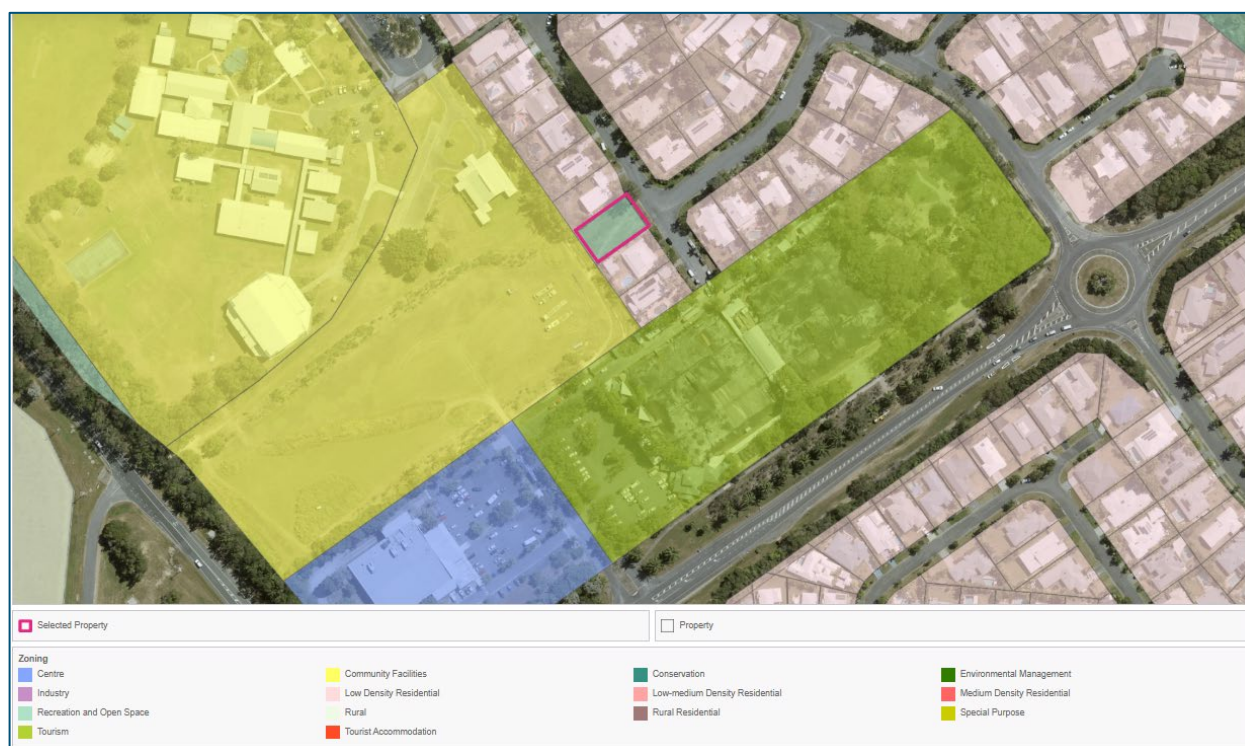 Selected Property
Property
Zoning
Centre
Community Facilities
Conservation
Environmental Management
Industry
Low Density Residential
Low-medium Density Residential
Medium Density Residential
Recreation and Open Space
Rural
Rural Residential
Special Purpose
Tourism
Tourist Accommodation